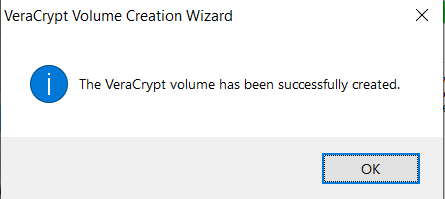 VeraCrypt Volume Creation Wizard
The VeraCrypt volume has been successfully created.
OK